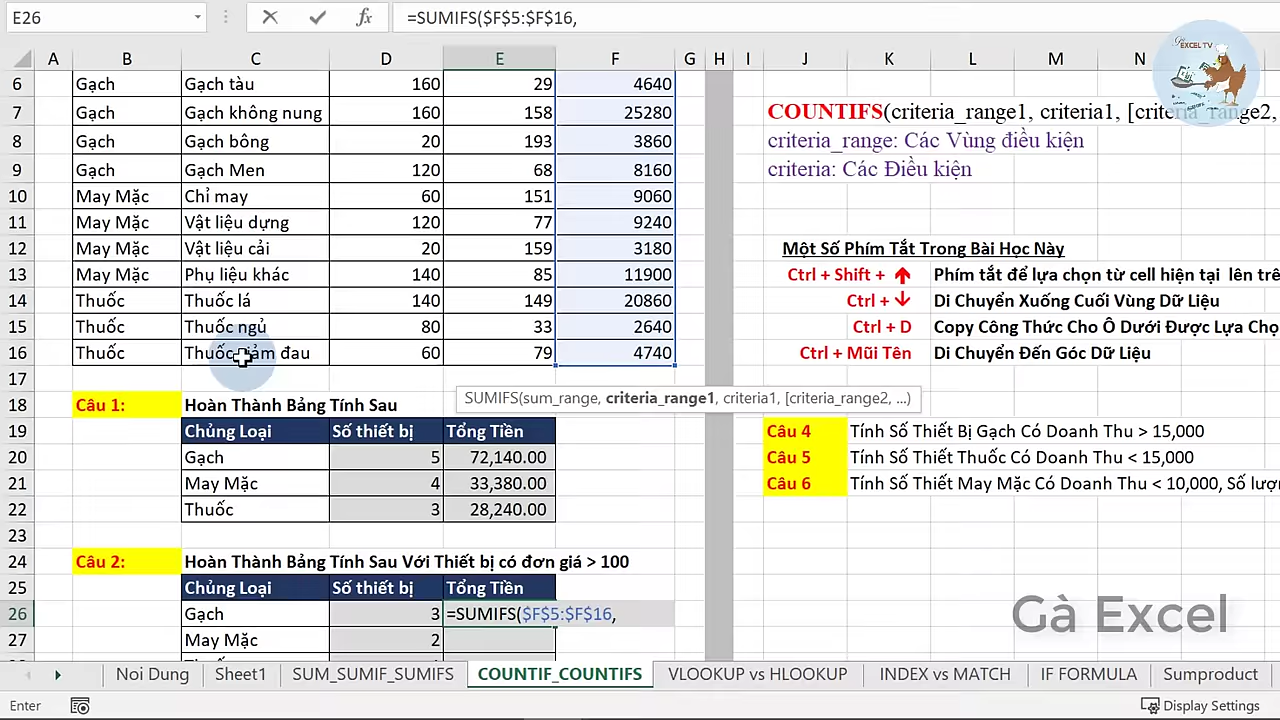 E26 =SUMIFS($F$5:$F$16,
A B C D E F G H I J K L M N
6 Gạch Gạch tàu 160 29 4640
7 Gạch Gạch không nung 160 158 25280 COUNTIFS(criteria_range1, criteria1, [criteria_range2,
8 Gạch Gạch bông 20 193 3860 criteria_range: Các Vùng điều kiện
9 Gạch Gạch Men 120 68 8160 criteria: Các Điều kiện
10 May Mặc Chỉ may 60 151 9060
11 May Mặc Vật liệu dựng 120 77 9240
12 May Mặc Vật liệu cải 20 159 3180 Một Số Phím Tắt Trong Bài Học Này
13 May Mặc Phụ liệu khác 140 85 11900 Ctrl + Shift + Phím tắt để lựa chọn từ cell hiện tại lên trê
14 Thuốc Thuốc lá 140 149 20860 Ctrl + Di Chuyển Xuống Cuối Vùng Dữ Liệu
15 Thuốc Thuốc ngủ 80 33 2640 Ctrl + D Copy Công Thức Cho Ô Dưới Được Lựa Chọ
16 Thuốc Thuốc giảm đau 60 79 4740 Ctrl + Mũi Tên Di Chuyển Đến Góc Dữ Liệu
17
SUMIFS(sum_range, criteria_range1, criteria1, [criteria_range2, ...)
18 Câu 1: Hoàn Thành Bảng Tính Sau
19 Chủng Loại Số thiết bị Tổng Tiền Câu 4 Tính Số Thiết Bị Gạch Có Doanh Thu > 15,000
20 Gạch 5 72,140.00 Câu 5 Tính Số Thiết Thuốc Có Doanh Thu < 15,000
21 May Mặc 4 33,380.00 Câu 6 Tính Số Thiết May Mặc Có Doanh Thu < 10,000, Số lượn
22 Thuốc 3 28,240.00
23
24 Câu 2: Hoàn Thành Bảng Tính Sau Với Thiết bị có đơn giá > 100
25 Chủng Loại Số thiết bị Tổng Tiền
26 Gạch 3 =SUMIFS($F$5:$F$16,
Gà Excel
27 May Mặc 2
Noi Dung Sheet1 SUM_SUMIF_SUMIFS COUNTIF_COUNTIFS VLOOKUP vs HLOOKUP INDEX vs MATCH IF FORMULA Sumproduct
Enter Display Settings